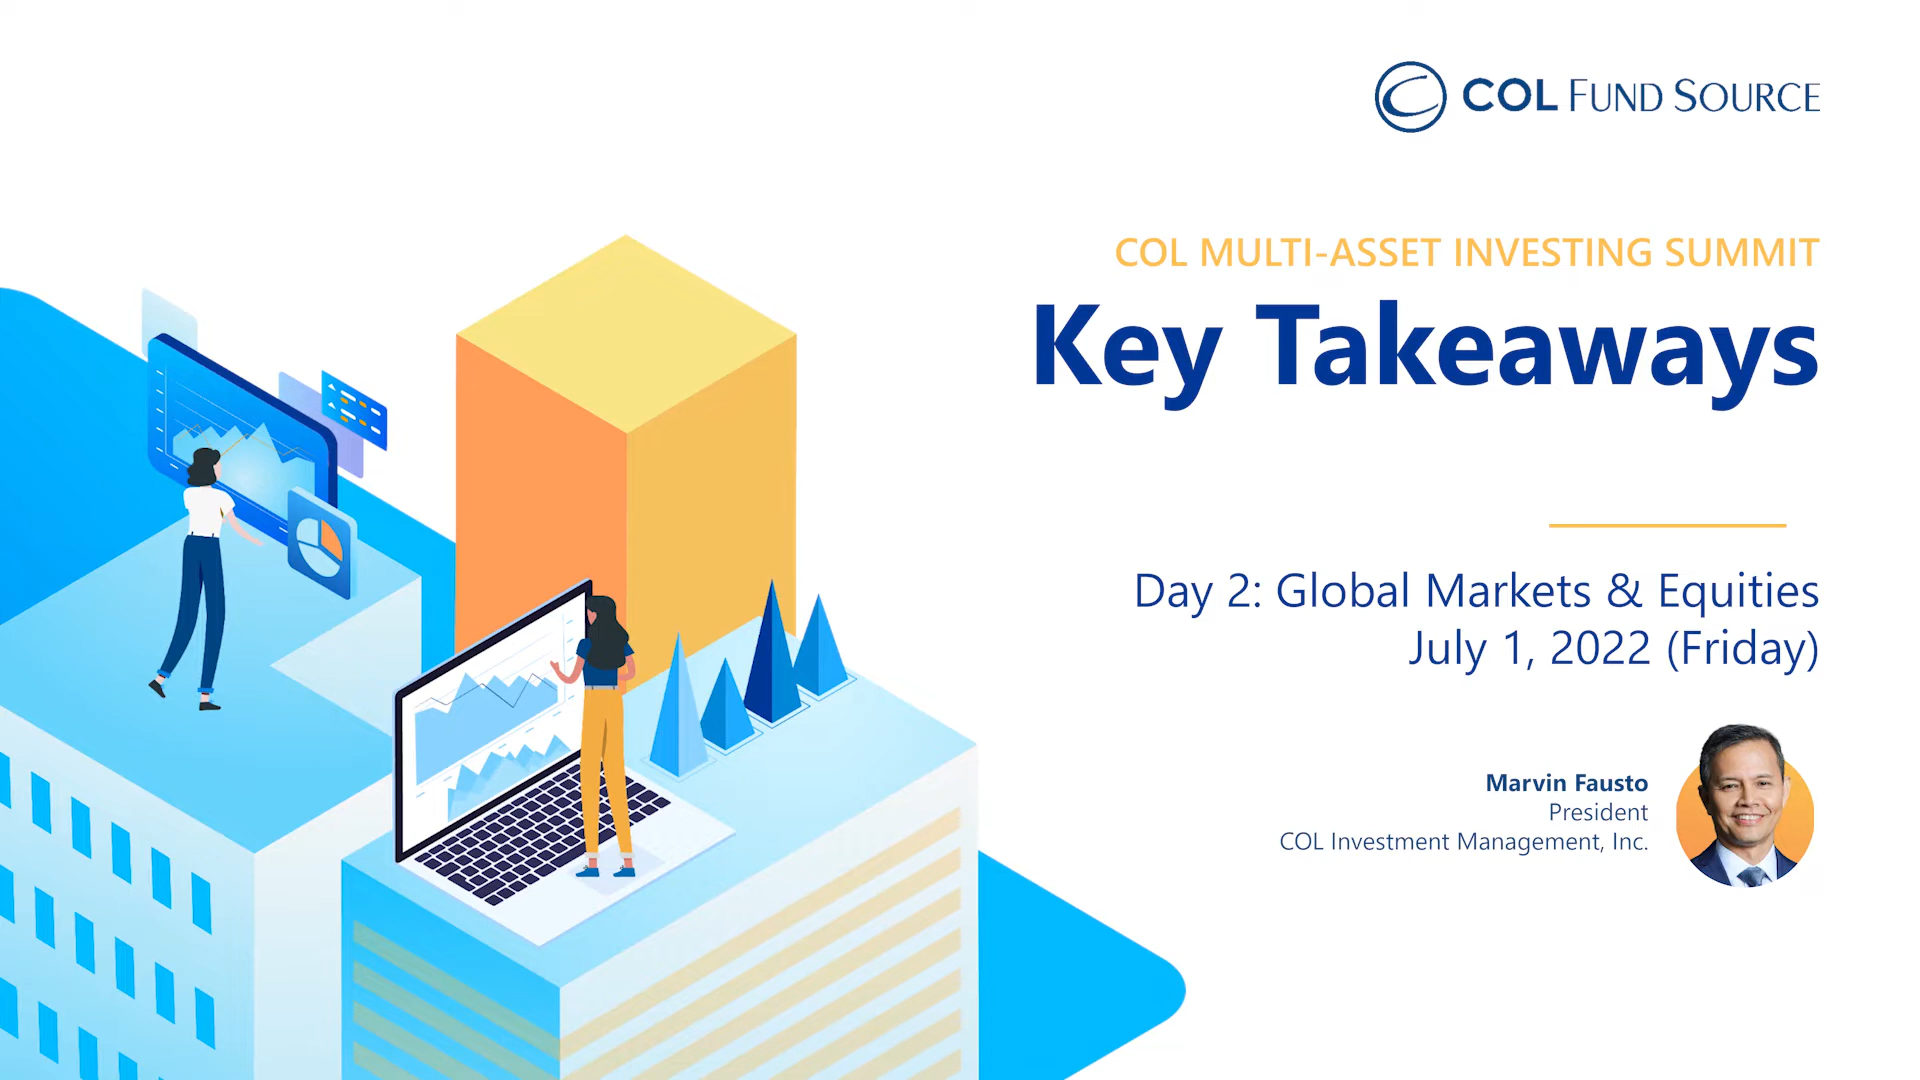 COL FUND SOURCE
COL MULTI-ASSET INVESTING SUMMIT
Key Takeaways
Day 2: Global Markets & Equities
July 1, 2022 (Friday)
Marvin Fausto
President
COL Investment Management, Inc.